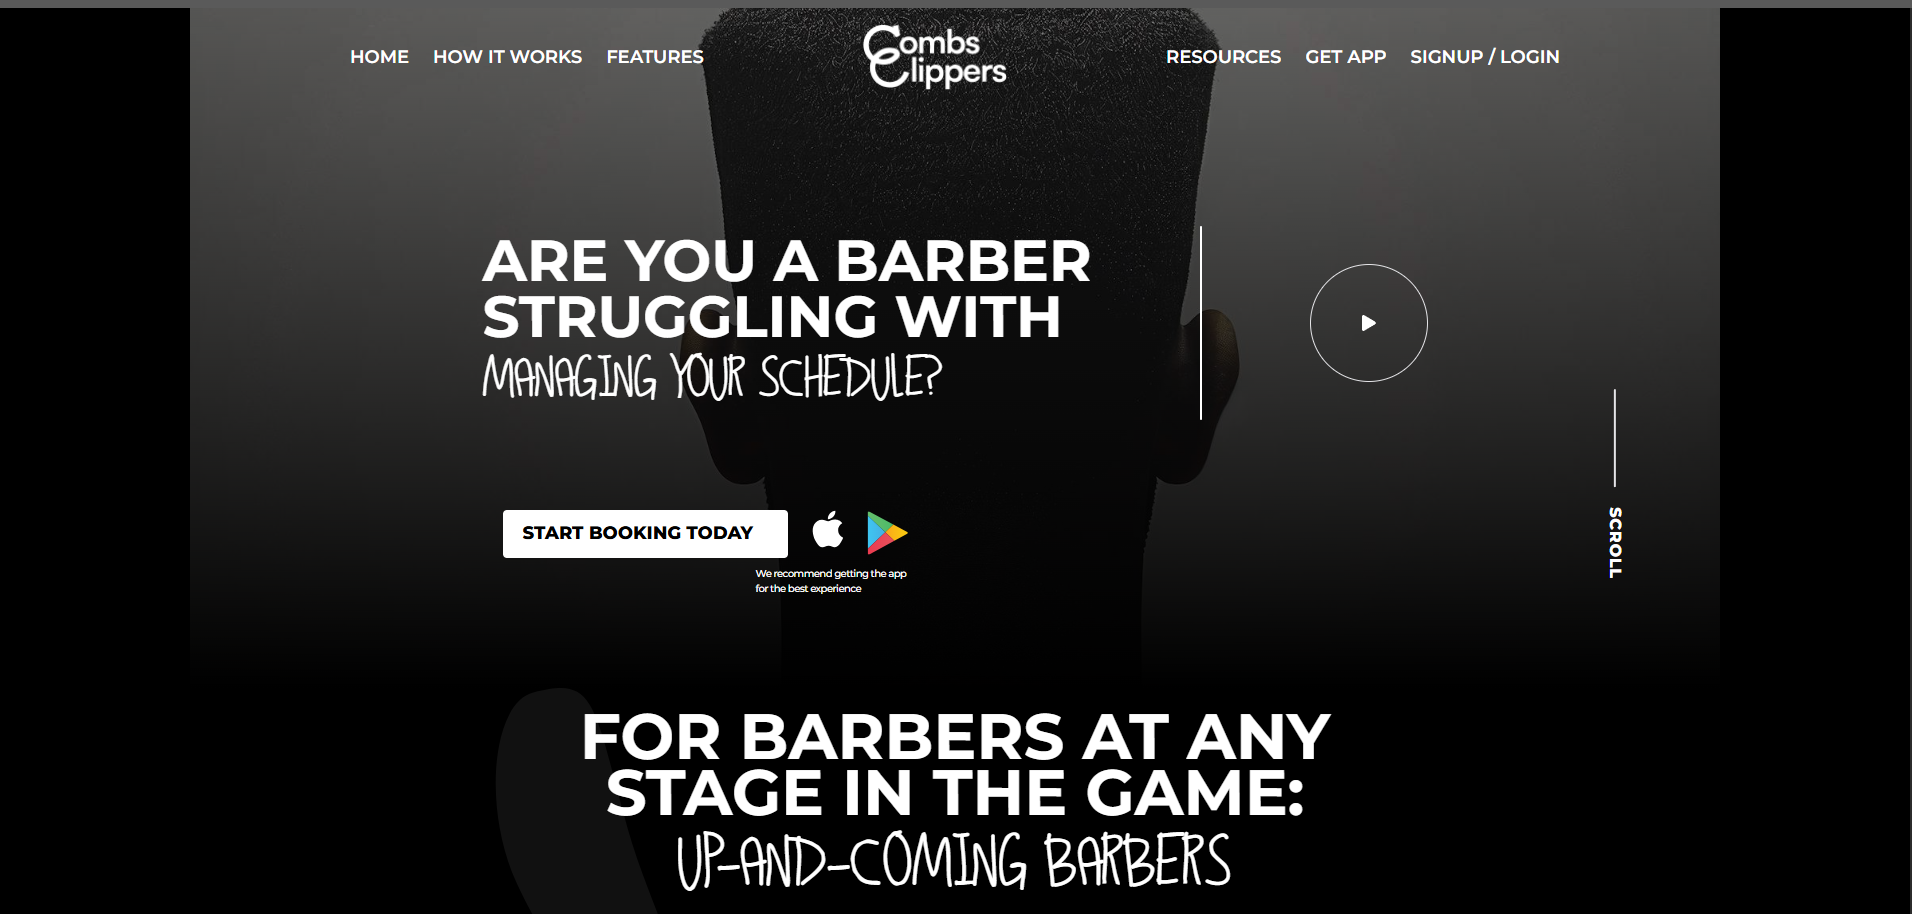 HOME HOW IT WORKS FEATURES
Combs
Clippers
RESOURCES GET APP SIGNUP / LOGIN
ARE YOU A BARBER
STRUGGLING WITH
MANAGING YOUR SCHEDULE?
START BOOKING TODAY
We recommend getting the app
for the best experience
SCROLL
FOR BARBERS AT ANY
STAGE IN THE GAME:
UP-AND-COMING BARBERS